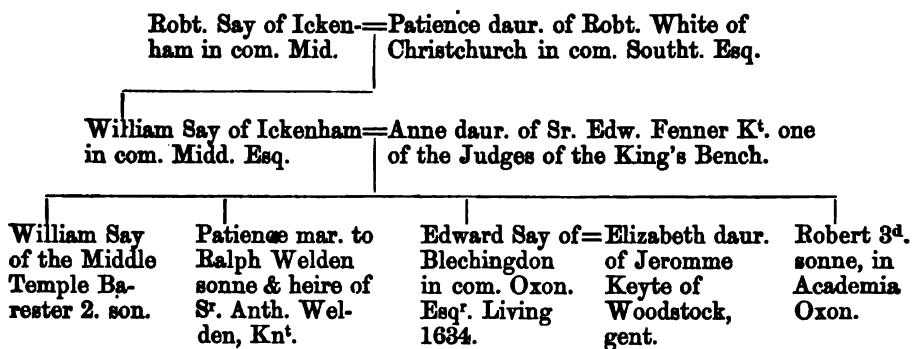 Robt. Say of Icken-=Patience daur. of Robt. White of
ham in com. Mid. Christchurch in com. Southt. Esq.
William Say of Ickenham=Anne daur. of Sr. Edw. Fenner Kt. one
in com. Midd. Esq. of the Judges of the King's Bench.
William Say
of the Middle
Temple Ba-
rester 2. son.
Patience mar. to
Ralph Welden
sonne & heire of
Sr. Anth. Wel-
den, Knt.
Edward Say of=
Blechingdon
in com. Oxon.
Esqr. Living
1634.
Elizabeth daur.
of Jeromme
Keyte of
Woodstock,
gent.
Robert 3d.
sonne, in
Academia
Oxon.